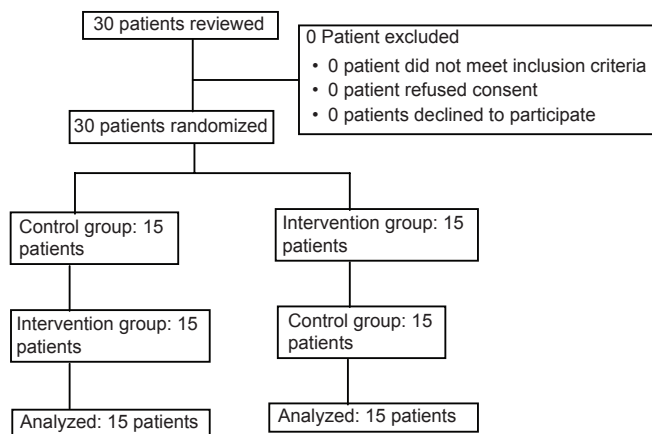 30 patients reviewed
0 Patient excluded
• 0 patient did not meet inclusion criteria
• 0 patient refused consent
• 0 patients declined to participate
30 patients randomized
Control group: 15
patients
Intervention group: 15
patients
Intervention group: 15
patients
Control group: 15
patients
Analyzed: 15 patients
Analyzed: 15 patients